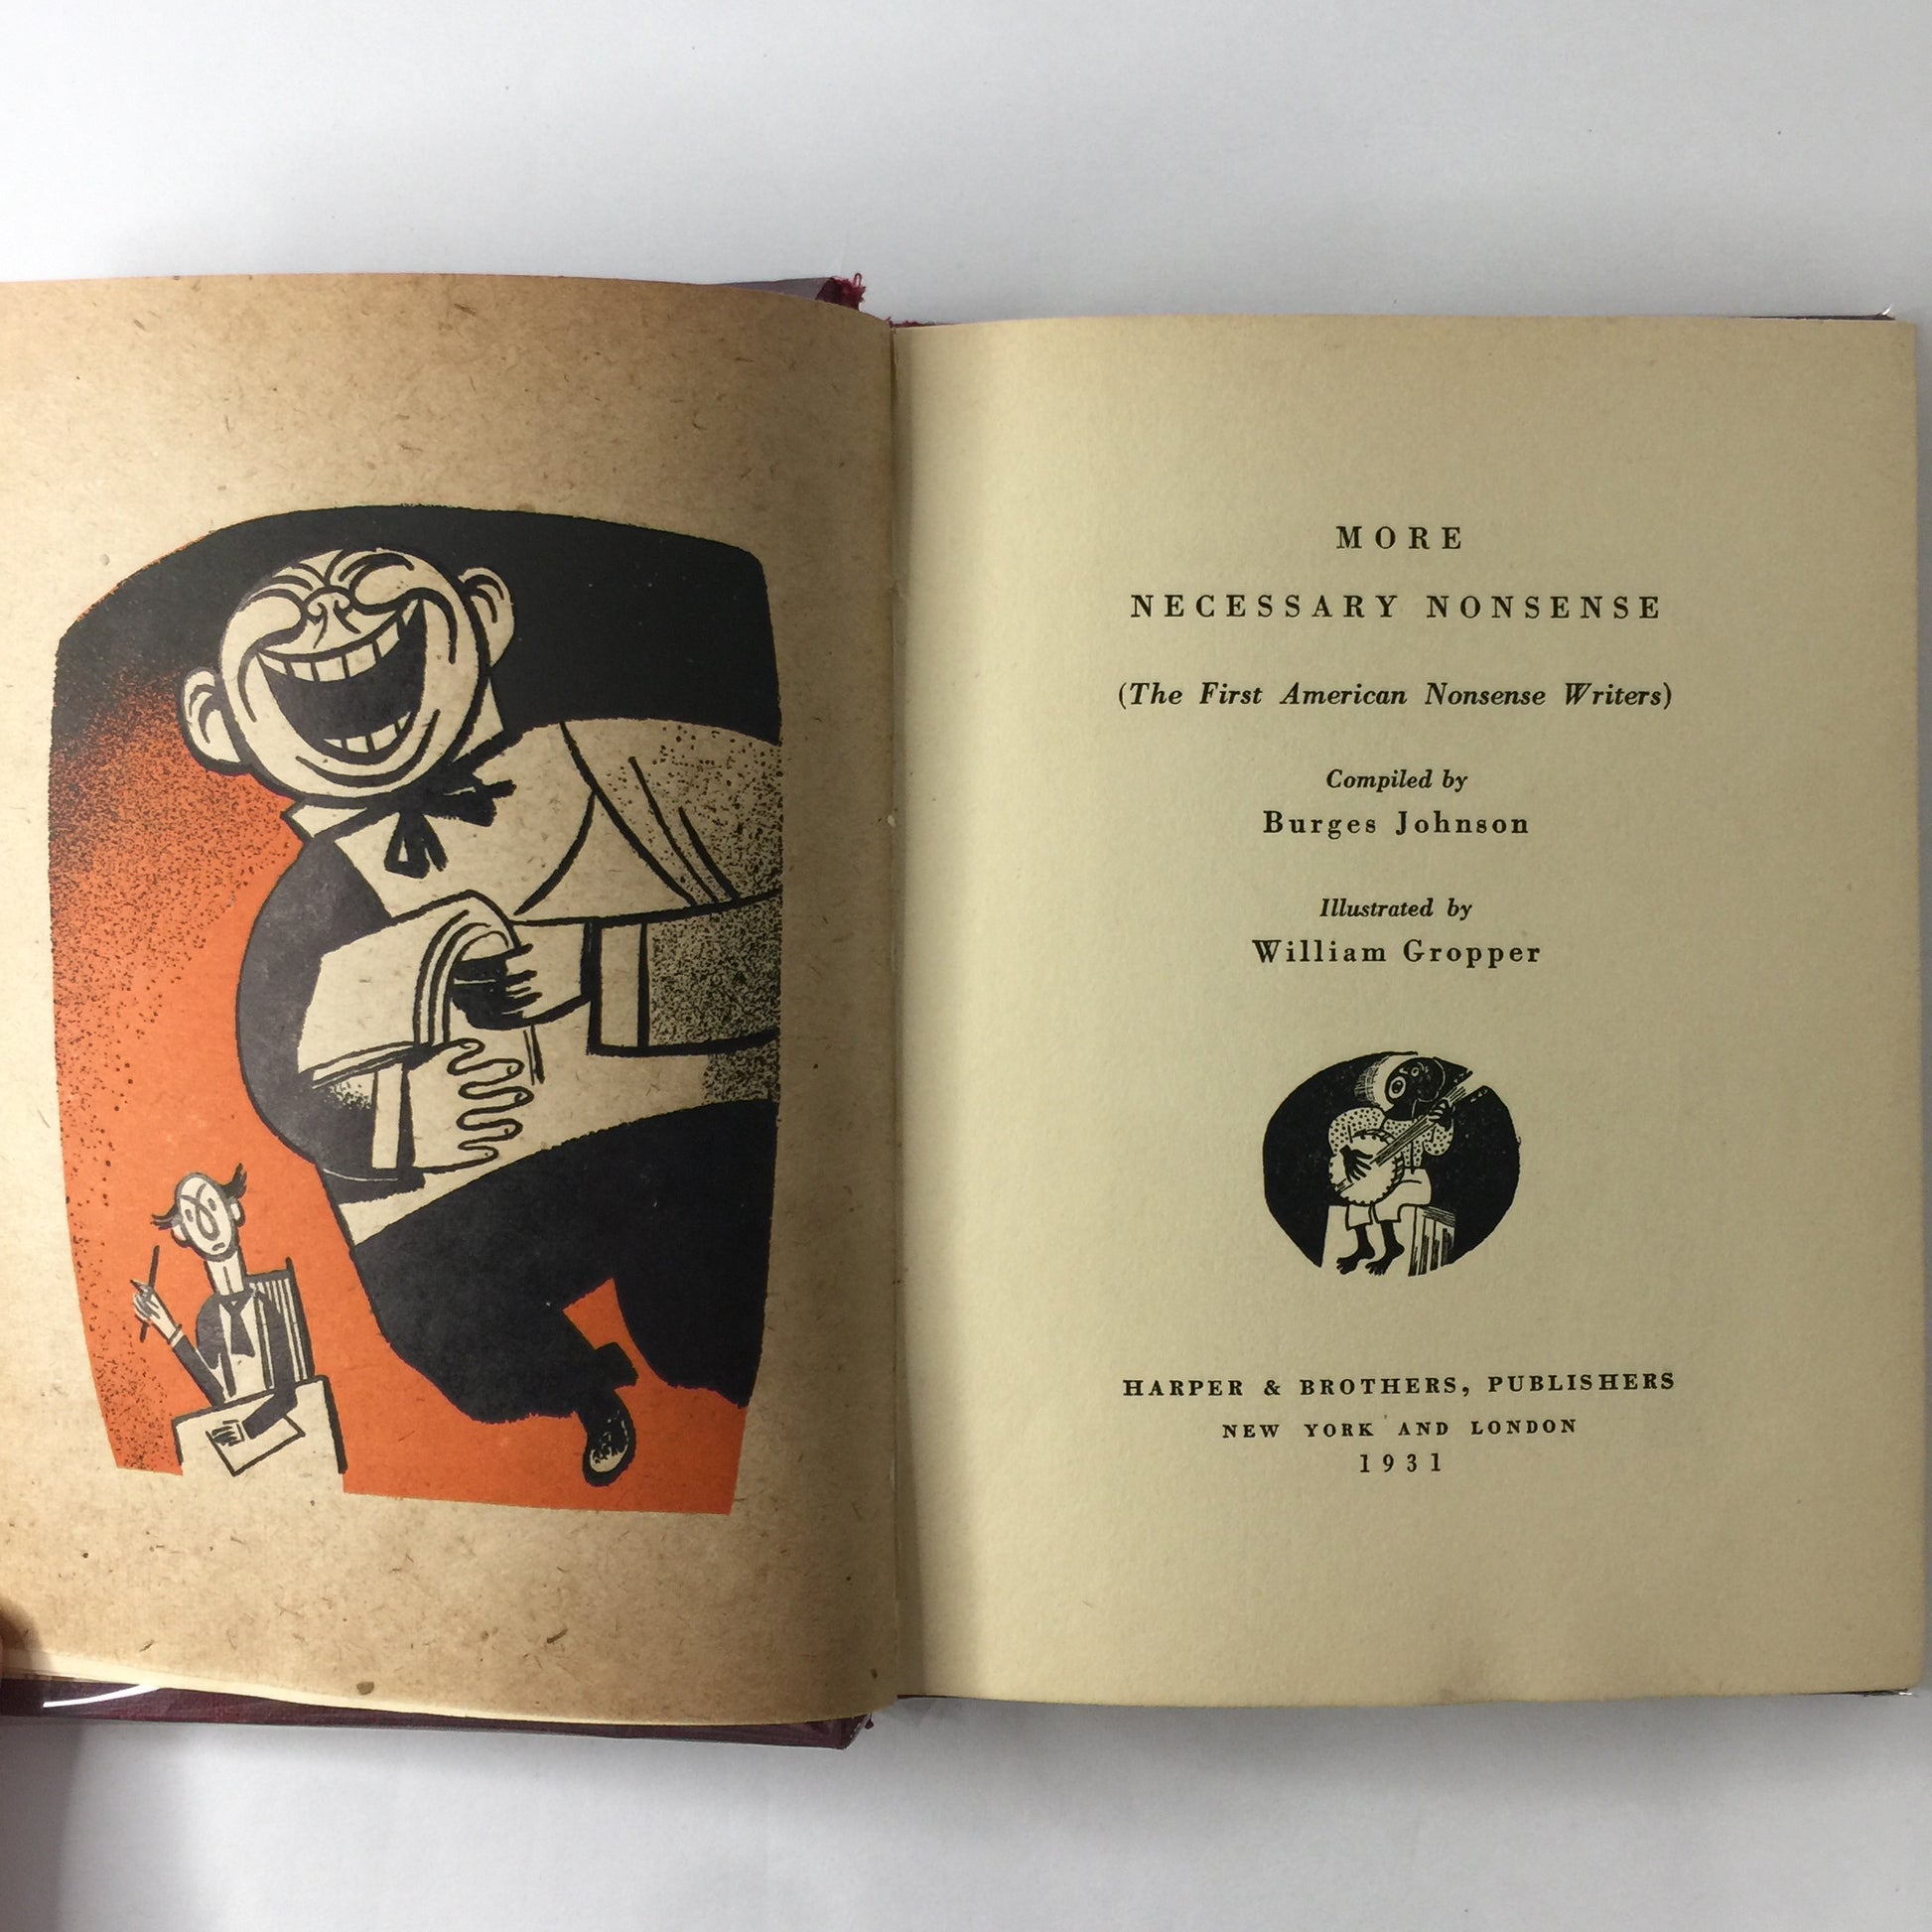 MORE
NECESSARY NONSENSE
(The First American Nonsense Writers)
Compiled by
Burges Johnson
Illustrated by
William Gropper
HARPER & BROTHERS, PUBLISHERS
NEW YORK AND LONDON
1931